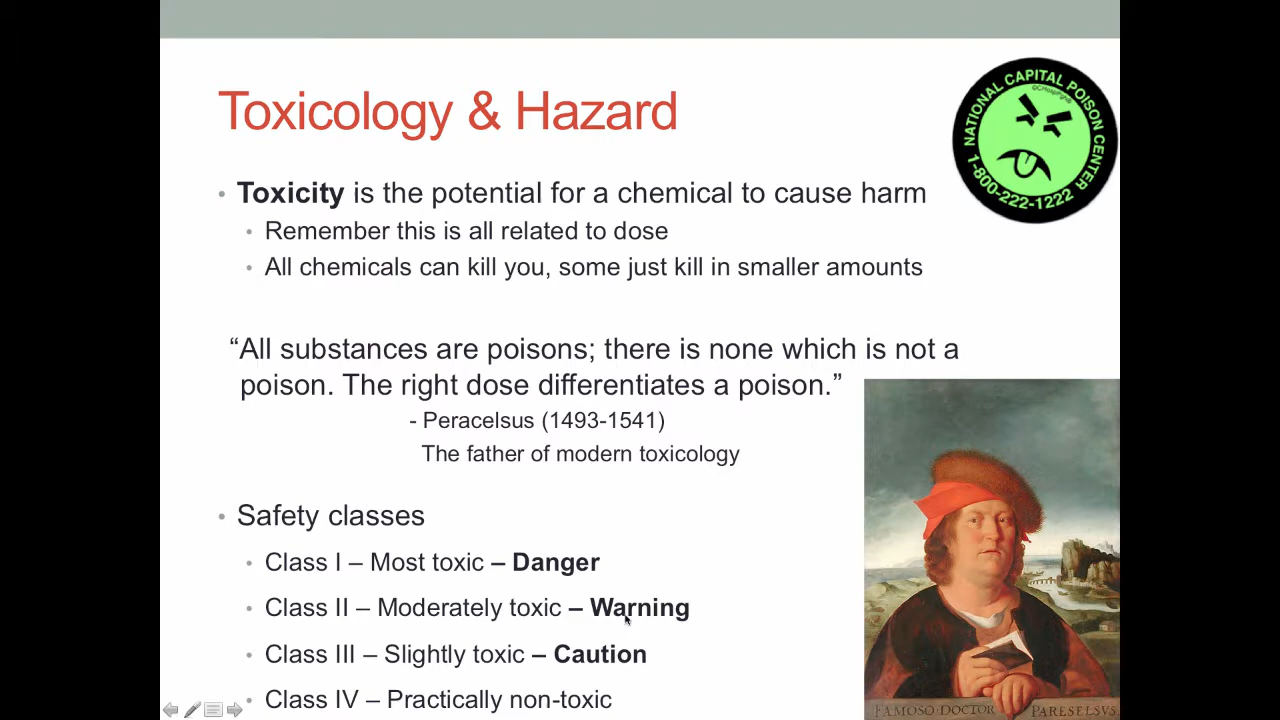 Toxicology & Hazard
NATIONAL CAPITAL POISON CENTER
1-800-222-1222
• Toxicity is the potential for a chemical to cause harm
• Remember this is all related to dose
• All chemicals can kill you, some just kill in smaller amounts
“All substances are poisons; there is none which is not a
poison. The right dose differentiates a poison.”
- Peracelsus (1493-1541)
The father of modern toxicology
• Safety classes
• Class I – Most toxic – Danger
• Class II – Moderately toxic – Warning
• Class III – Slightly toxic – Caution
• Class IV – Practically non-toxic
FAMOSO DOCTOR PARESELSVS